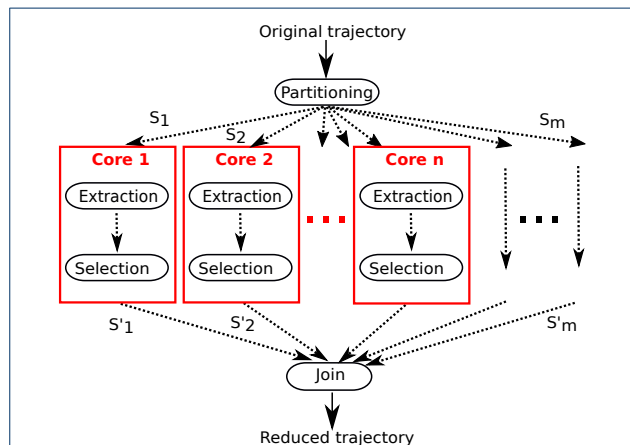 Original trajectory
Partitioning
S1
S2
Sm
Core 1
Core 2
Core n
Extraction
Extraction
Extraction
Selection
Selection
Selection
S'1
S'2
S'm
Join
Reduced trajectory